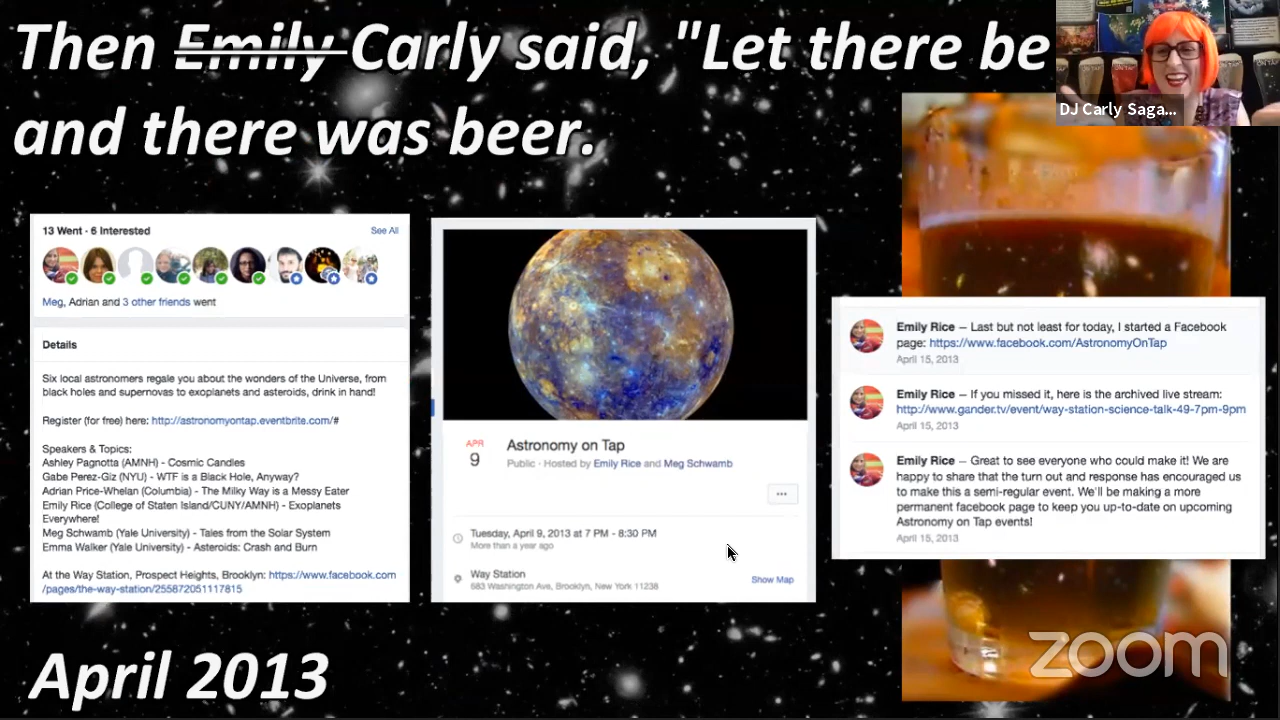 Then Emily Carly said, "Let there be
and there was beer.
DJ Carly Saga...
13 Went · 6 Interested
See All
Meg, Adrian and 3 other friends went
Details
Six local astronomers regale you about the wonders of the Universe, from
black holes and supernovas to exoplanets and asteroids, drink in hand!
Register (for free) here: http://astronomyontap.eventbrite.com/#
Speakers & Topics:
Ashley Pagnotta (AMNH) - Cosmic Candles
Gabe Perez-Giz (NYU) - WTF is a Black Hole, Anyway?
Adrian Price-Whelan (Columbia) - The Milky Way is a Messy Eater
Emily Rice (College of Staten Island/CUNY/AMNH) - Exoplanets
Everywhere!
Meg Schwamb (Yale University) - Tales from the Solar System
Emma Walker (Yale University) - Asteroids: Crash and Burn
At the Way Station, Prospect Heights, Brooklyn: https://www.facebook.com
/pages/the-way-station/255872051117815
APR
9
Astronomy on Tap
Public · Hosted by Emily Rice and Meg Schwamb
...
Tuesday, April 9, 2013 at 7 PM - 8:30 PM
More than a year ago
Way Station
683 Washington Ave, Brooklyn, New York 11238
Show Map
Emily Rice – Last but not least for today, I started a Facebook
page: https://www.facebook.com/AstronomyOnTap
April 15, 2013
Emily Rice – If you missed it, here is the archived live stream:
http://www.gander.tv/event/way-station-science-talk-49-7pm-9pm
April 15, 2013
Emily Rice – Great to see everyone who could make it! We are
happy to share that the turn out and response has encouraged us
to make this a semi-regular event. We'll be making a more
permanent facebook page to keep you up-to-date on upcoming
Astronomy on Tap events!
April 15, 2013
April 2013
zoom